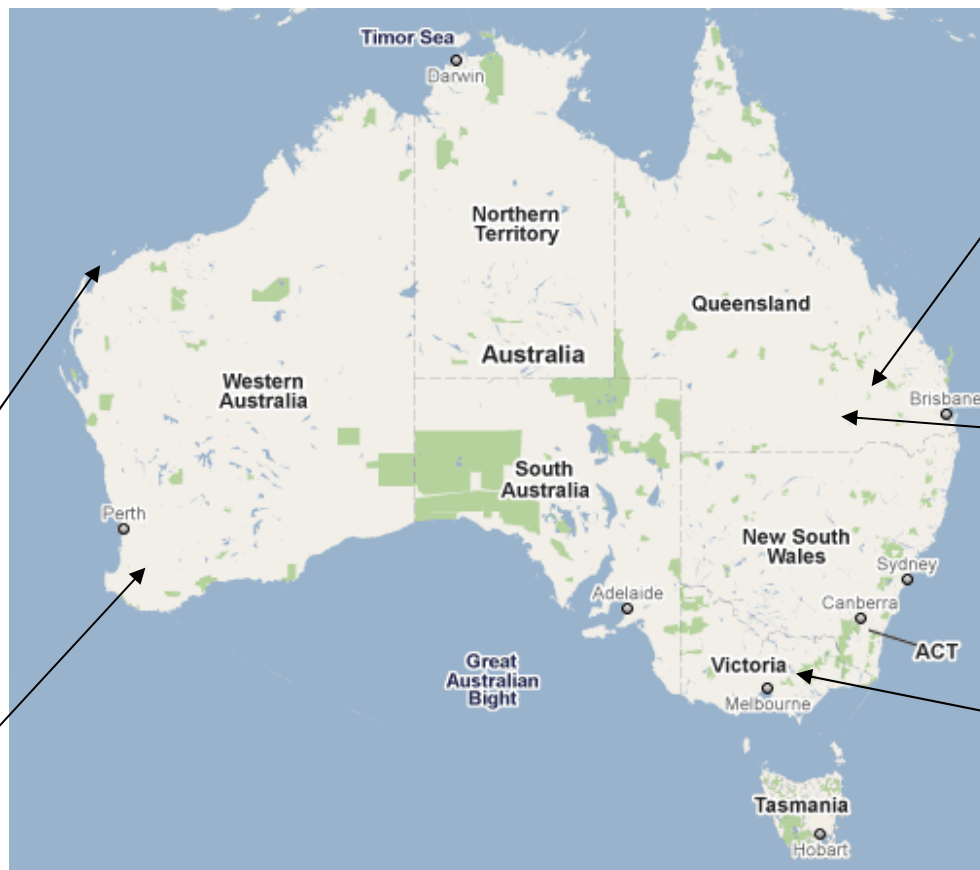 Timor Sea
Darwin
Northern
Territory
Queensland
Australia
Western
Australia
Brisbane
South
Australia
Perth
New South
Wales
Sydney
Adelaide
Canberra
ACT
Great
Australian
Bight
Victoria
Melbourne
Tasmania
Hobart